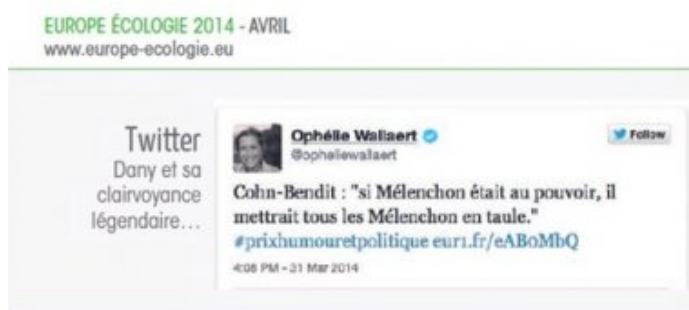 EUROPE ÉCOLOGIE 2014 - AVRIL
www.europe-ecologie.eu
Twitter
Dany et sa
clairvoyance
légendaire...
Ophélie Wallaert
@opheliewallaert
Follow
Cohn-Bendit : "si Mélenchon était au pouvoir, il
mettrait tous les Mélenchon en taule."
#prixhumouretpolitique eur1.fr/eABoMbQ
4:08 PM - 31 Mar 2014